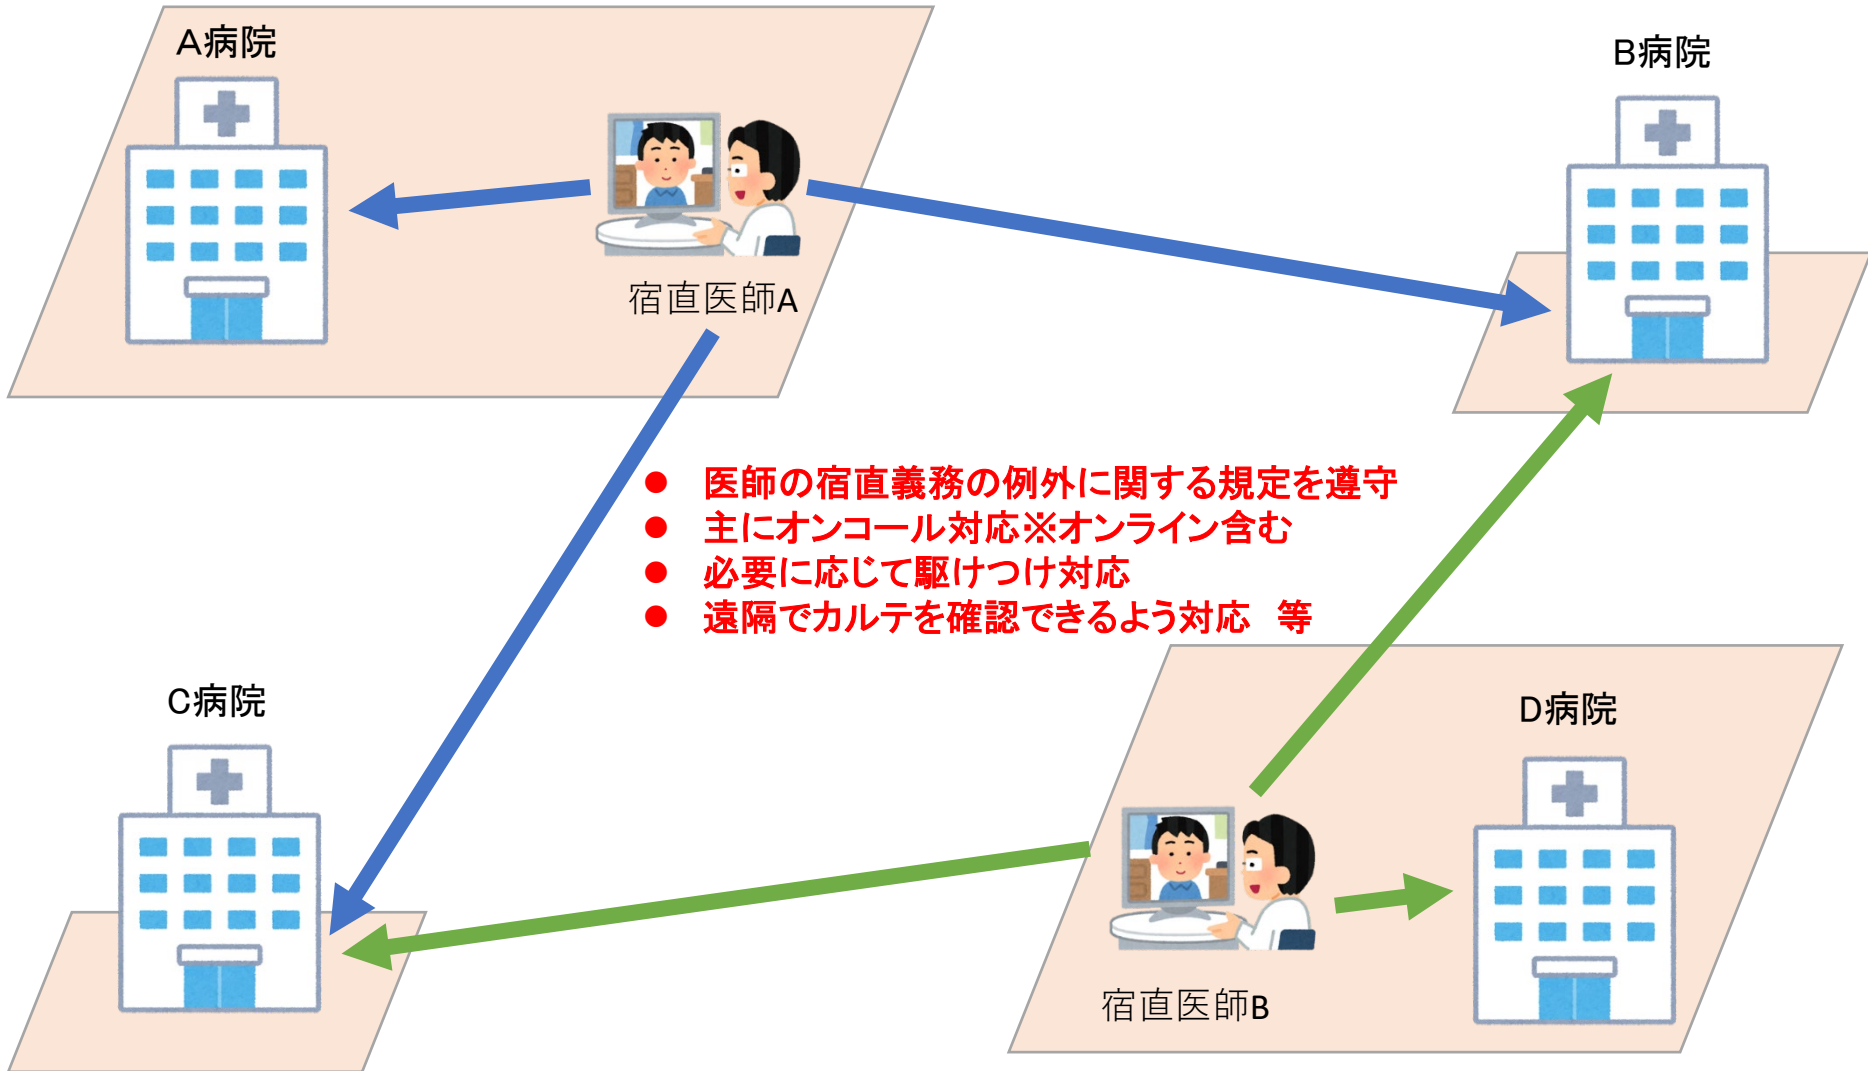 A病院
B病院
宿直医師A
● 医師の宿直義務の例外に関する規定を遵守
● 主にオンコール対応※オンライン含む
● 必要に応じて駆けつけ対応
● 遠隔でカルテを確認できるよう対応　等
C病院
D病院
宿直医師B